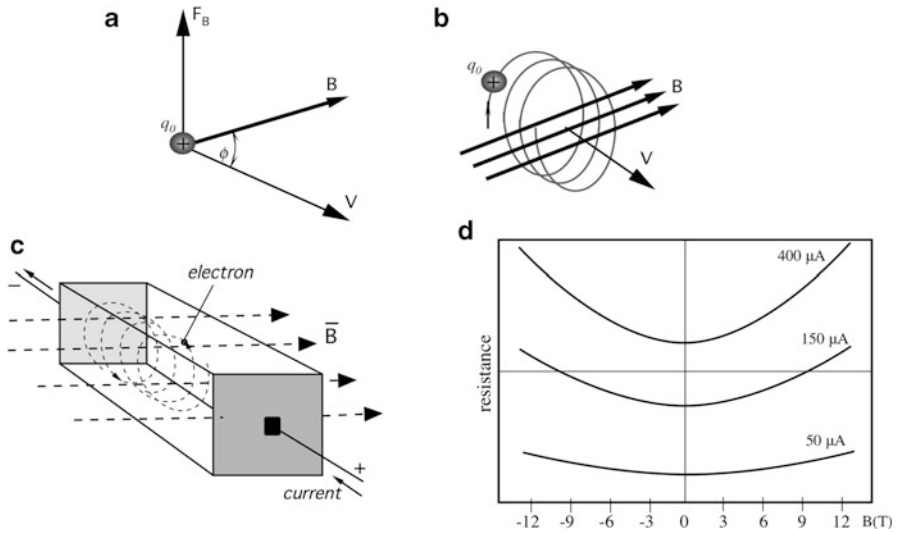 a
F_B
B
q_0
ϕ
V
b
q_0
B
V
c
–
electron
B̅
+
current
d
400 μA
150 μA
50 μA
resistance
-12 -9 -6 -3 0 3 6 9 12 B(T)